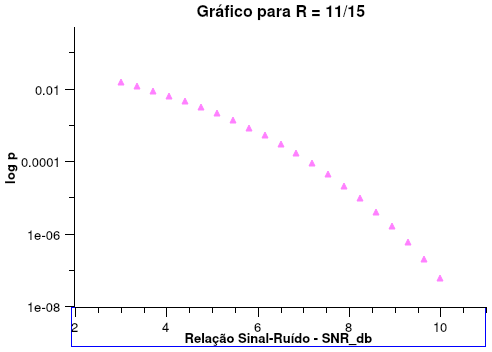 Gráfico para R = 11/15
0.01
0.0001
1e-06
1e-08
log p
2 4 6 8 10
Relação Sinal-Ruído - SNR_db